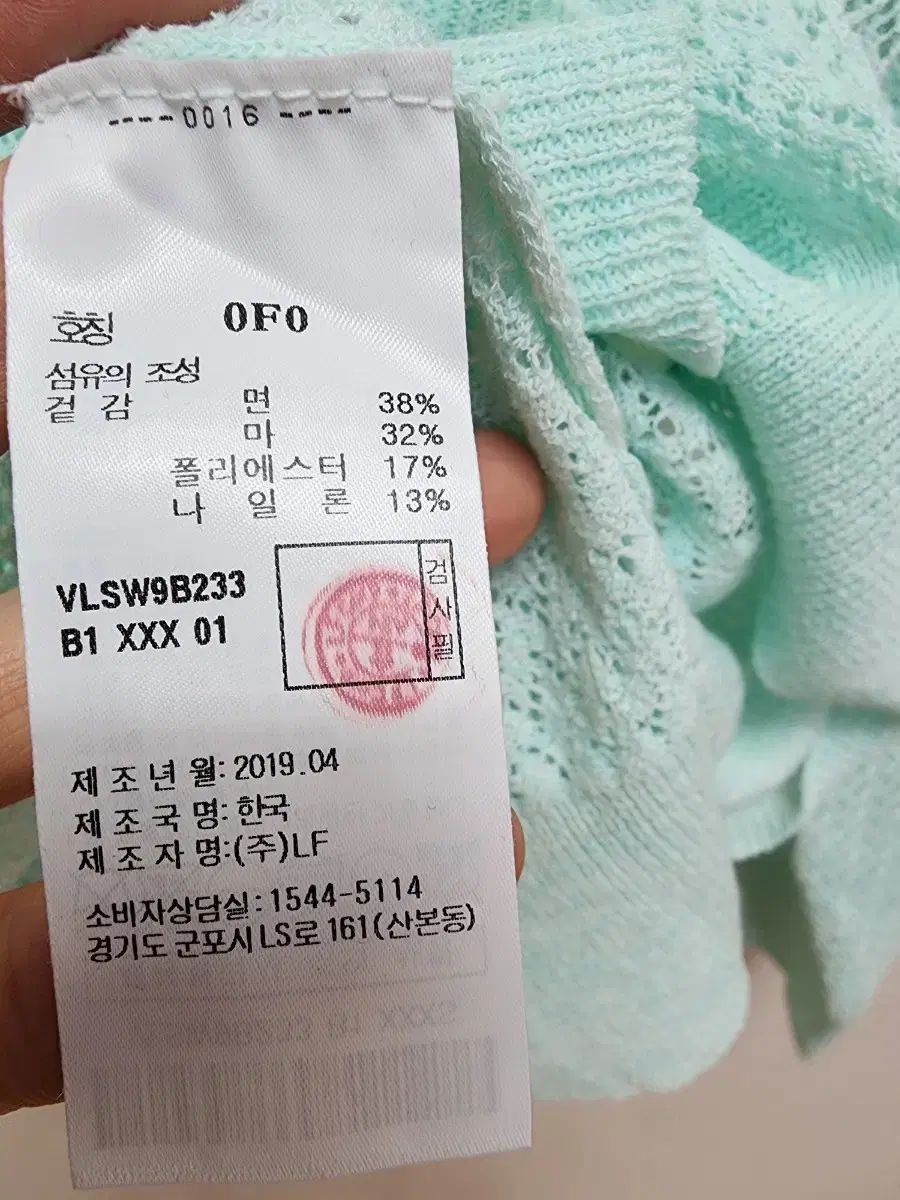 ----0016 ----
호칭 0F0
섬유의 조성
겉 감 면 38%
마 32%
폴리에스터 17%
나 일 론 13%
VLSW9B233
B1 XXX 01
검사필
제 조 년 월: 2019.04
제 조 국 명: 한국
제 조 자 명:(주)LF
소비자상담실: 1544-5114
경기도 군포시 LS로 161(산본동)